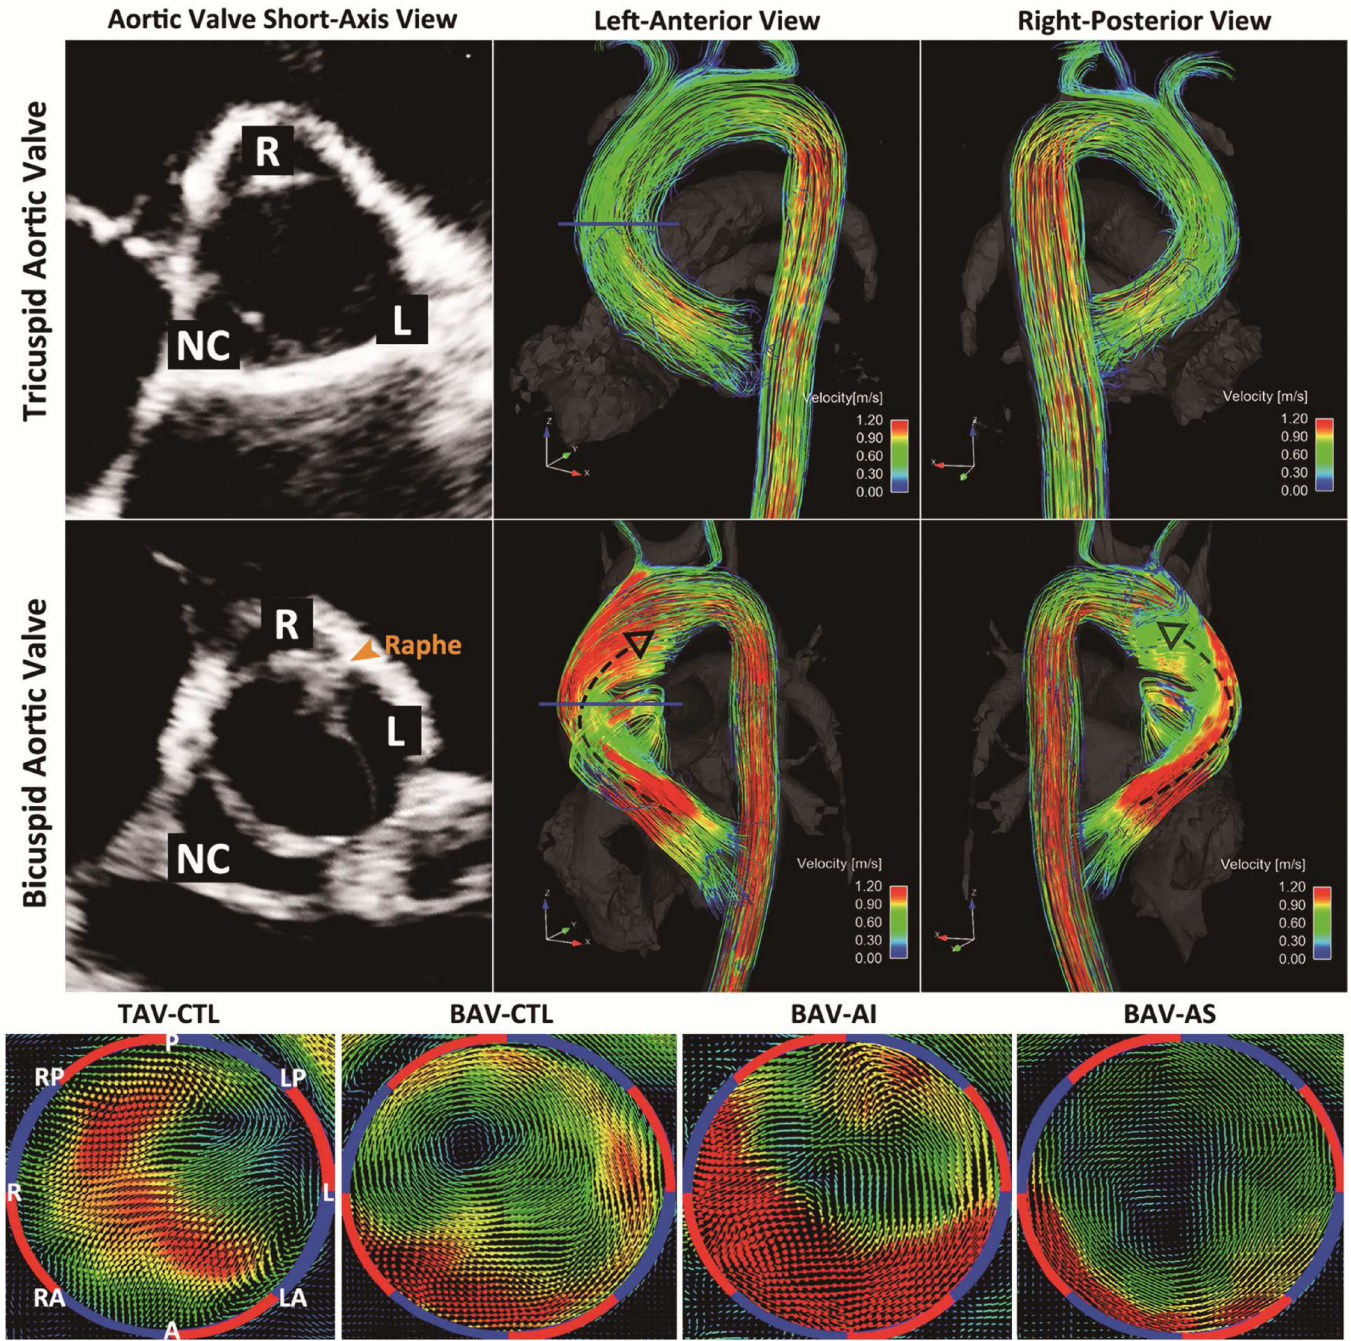 Aortic Valve Short-Axis View
Left-Anterior View
Right-Posterior View
Tricuspid Aortic Valve
R
NC
L
Velocity[m/s]
1.20
0.90
0.60
0.30
0.00
Z
Y
X
Velocity [m/s]
1.20
0.90
0.60
0.30
0.00
X
Bicuspid Aortic Valve
R
Raphe
L
NC
Velocity [m/s]
1.20
0.90
0.60
0.30
0.00
Z
Y
X
Velocity [m/s]
1.20
0.90
0.60
0.30
0.00
Z
X
Y
TAV-CTL
BAV-CTL
BAV-AI
BAV-AS
P
RP
LP
R
L
RA
LA
A